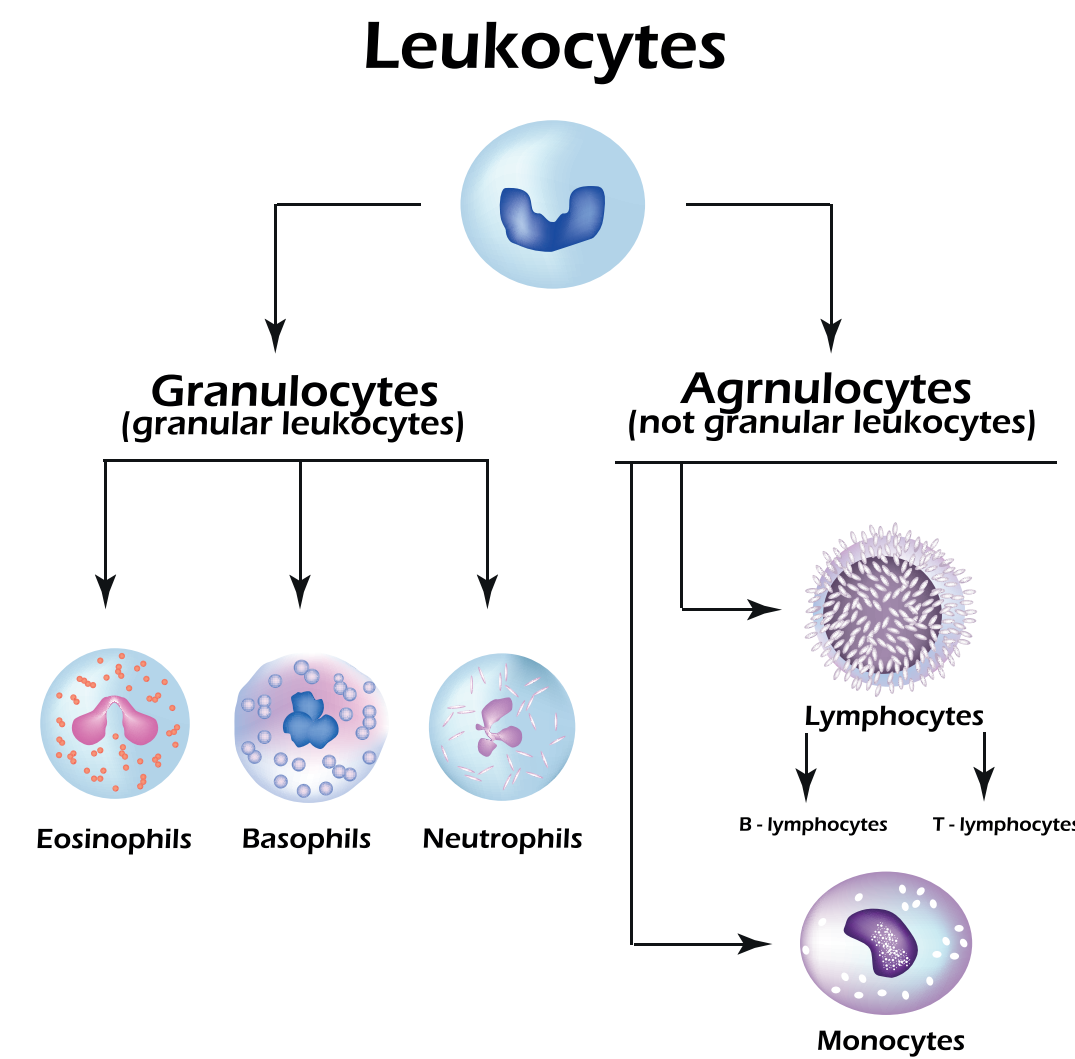 Leukocytes
Granulocytes
(granular leukocytes)
Agrnulocytes
(not granular leukocytes)
Eosinophils
Basophils
Neutrophils
Lymphocytes
B - lymphocytes
T - lymphocytes
Monocytes